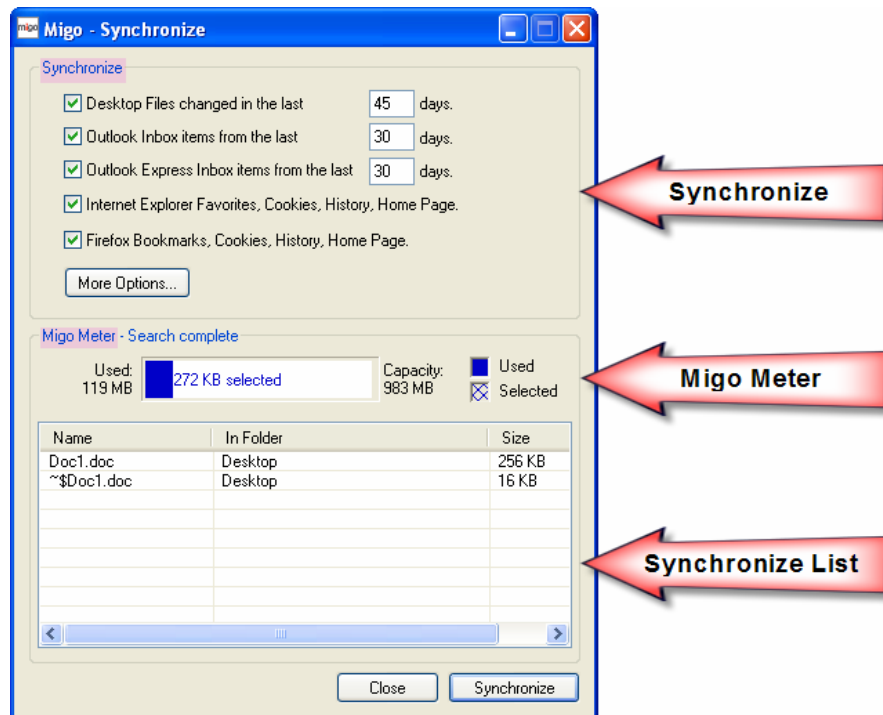 migo Migo - Synchronize
Synchronize
Desktop Files changed in the last 45 days.
Outlook Inbox items from the last 30 days.
Outlook Express Inbox items from the last 30 days.
Internet Explorer Favorites, Cookies, History, Home Page.
Firefox Bookmarks, Cookies, History, Home Page.
More Options...
Synchronize
Migo Meter - Search complete
Used: 119 MB
272 KB selected
Capacity: 983 MB
Used
Selected
Migo Meter
Name In Folder Size
Doc1.doc Desktop 256 KB
~$Doc1.doc Desktop 16 KB
Synchronize List
Close Synchronize